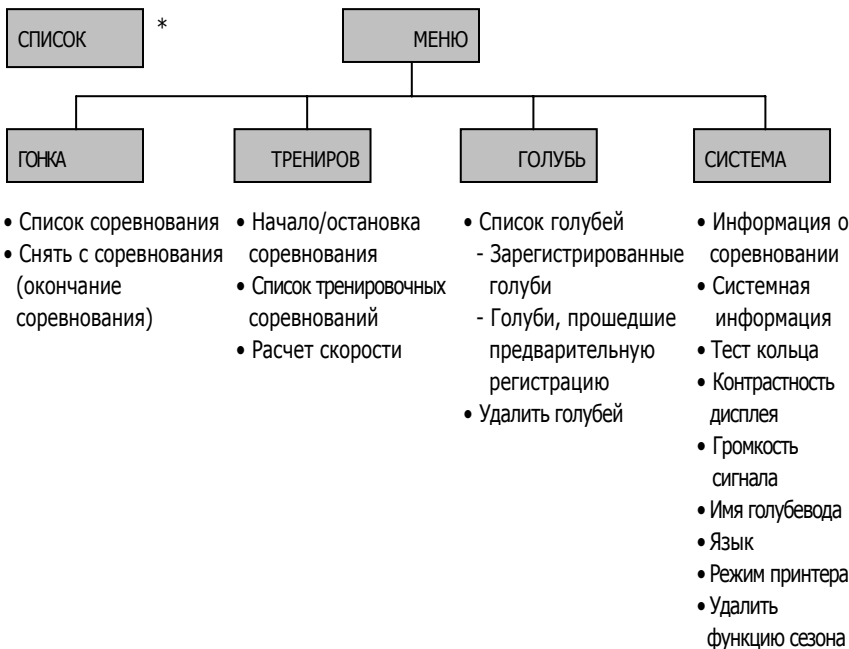 СПИСОК *
МЕНЮ
ГОНКА
ТРЕНИРОВ
ГОЛУБЬ
СИСТЕМА
• Список соревнования
• Снять с соревнования
(окончание
соревнования)
• Начало/остановка
соревнования
• Список тренировочных
соревнований
• Расчет скорости
• Список голубей
- Зарегистрированные
голуби
- Голуби, прошедшие
предварительную
регистрацию
• Удалить голубей
• Информация о
соревновании
• Системная
информация
• Тест кольца
• Контрастность
дисплея
• Громкость
сигнала
• Имя голубевода
• Язык
• Режим принтера
• Удалить
функцию сезона